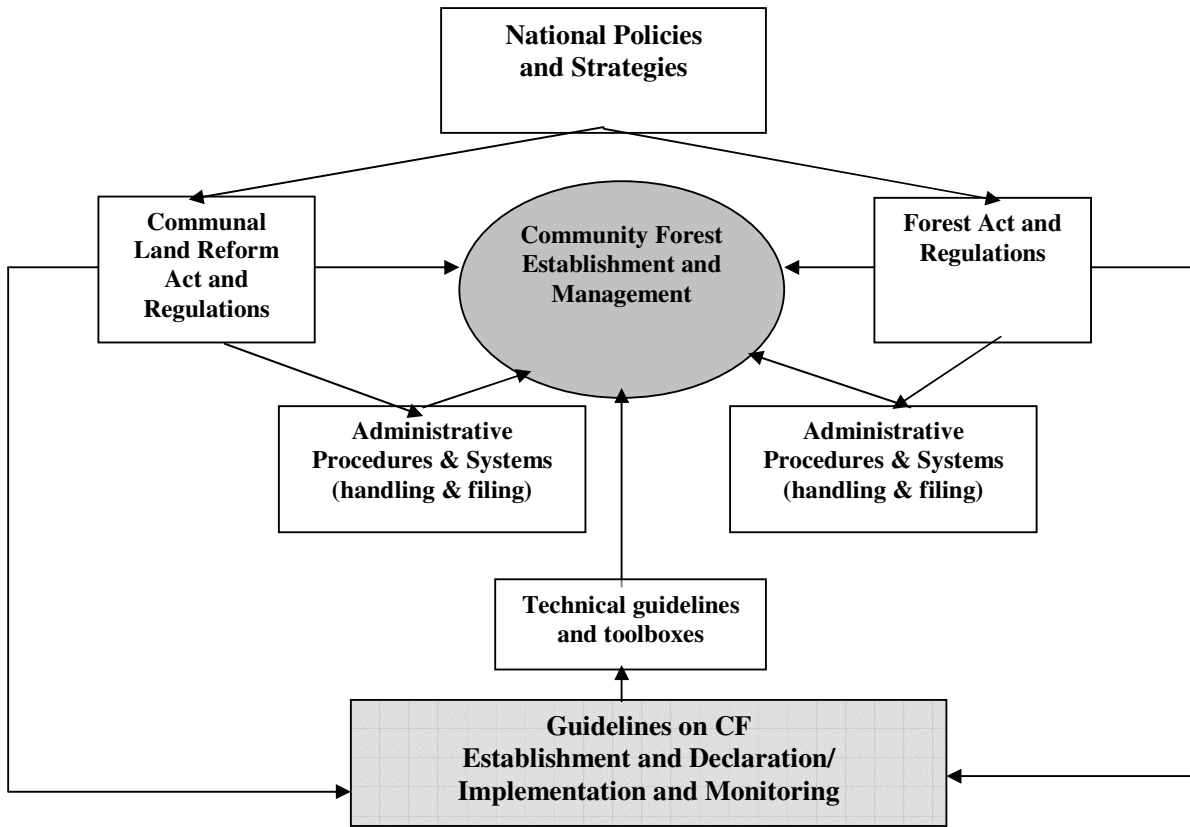 National Policies
and Strategies
Communal
Land Reform
Act and
Regulations
Community Forest
Establishment and
Management
Forest Act and
Regulations
Administrative
Procedures & Systems
(handling & filing)
Administrative
Procedures & Systems
(handling & filing)
Technical guidelines
and toolboxes
Guidelines on CF
Establishment and Declaration/
Implementation and Monitoring